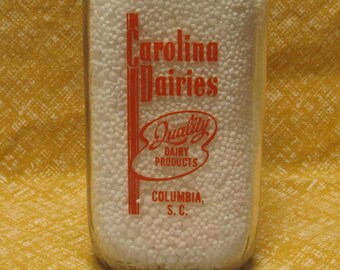 Carolina
Dairies
Quality
DAIRY
PRODUCTS
COLUMBIA,
S. C.